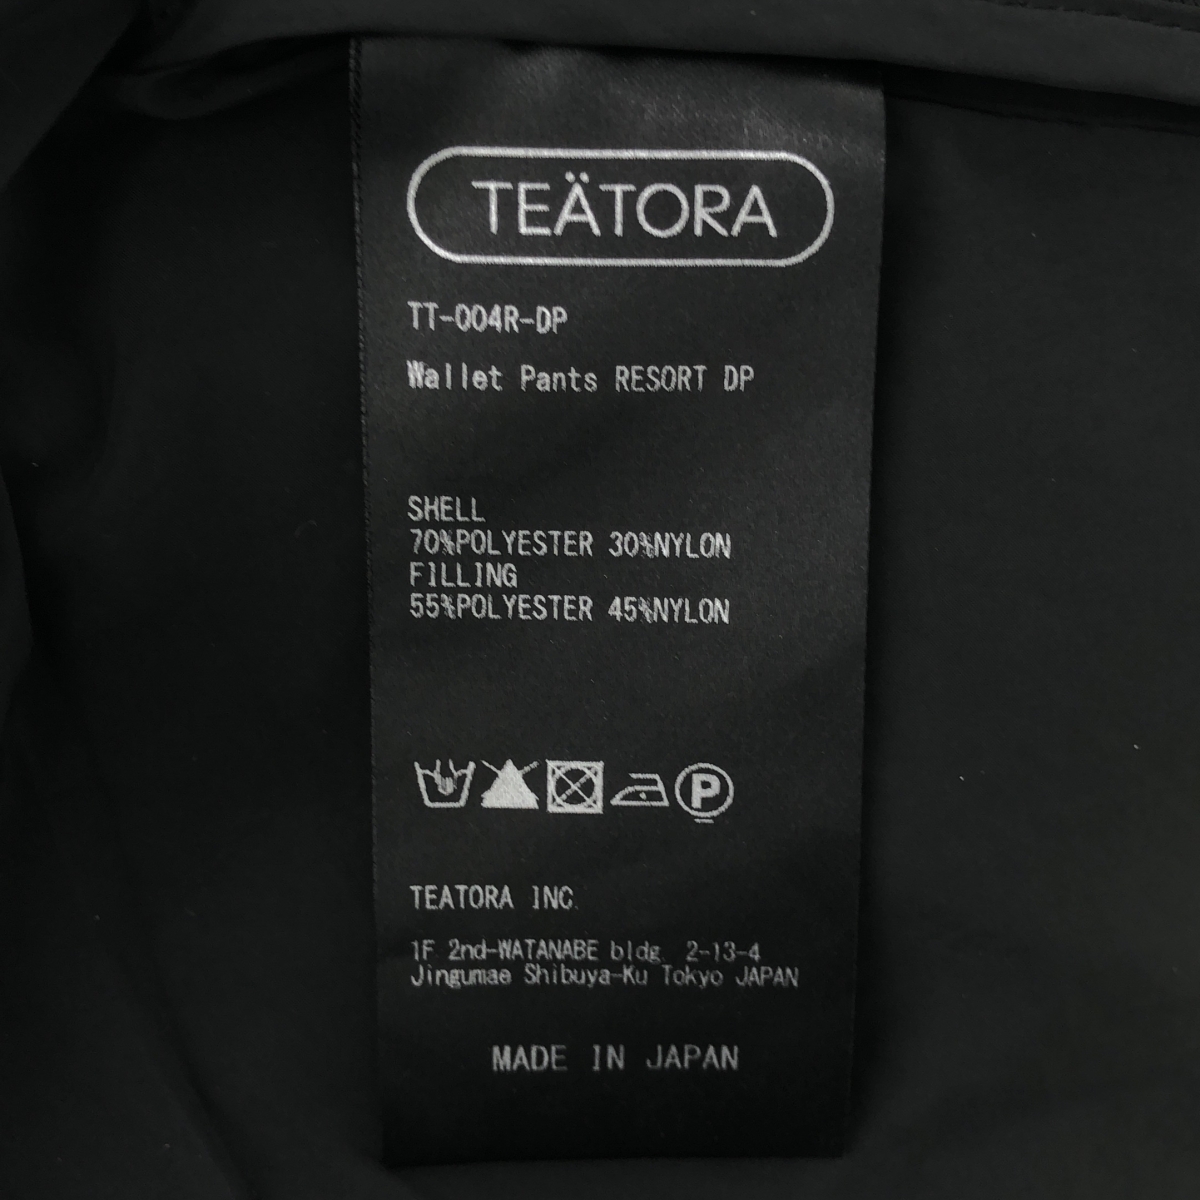 TEÄTORA
TT-004R-DP
Wallet Pants RESORT DP
SHELL
70%POLYESTER 30%NYLON
FILLING
55%POLYESTER 45%NYLON
P
TEATORA INC.
1F 2nd-WATANABE bldg. 2-13-4
Jingumae Shibuya-Ku Tokyo JAPAN
MADE IN JAPAN